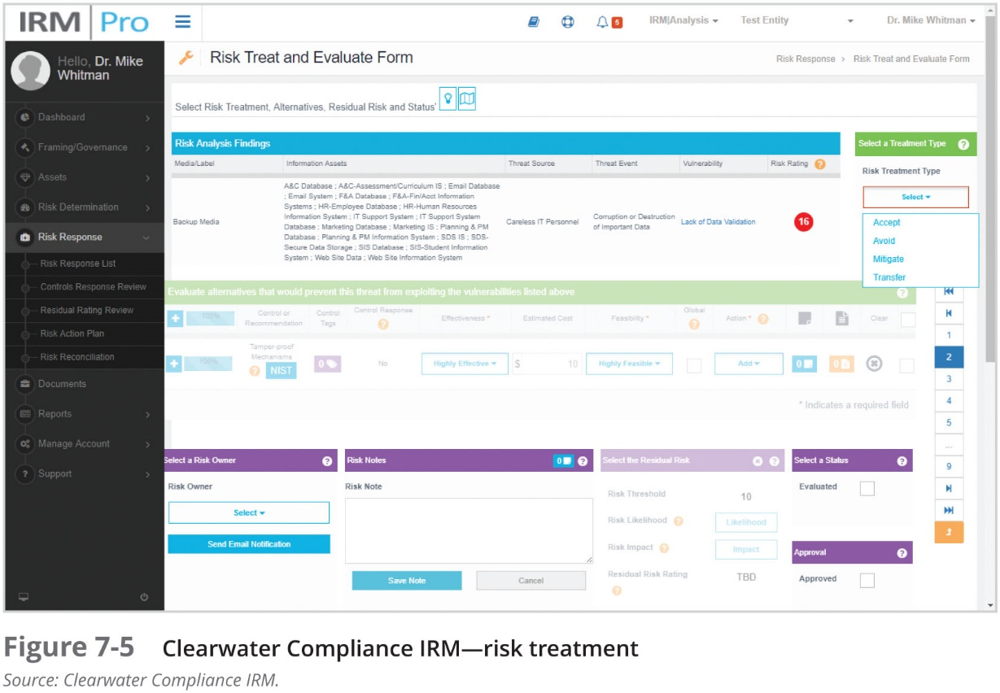 IRM | Pro
5
IRM|Analysis
Test Entity
Dr. Mike Whitman
Hello, Dr. Mike
Whitman
Risk Treat and Evaluate Form
Risk Response > Risk Treat and Evaluate Form
Dashboard
Framing/Governance
Assets
Risk Determination
Risk Response
Risk Response List
Controls Response Review
Residual Rating Review
Risk Action Plan
Risk Reconciliation
Documents
Reports
Manage Account
? Support
Select Risk Treatment, Alternatives, Residual Risk and Status'
Risk Analysis Findings
Media/Label
Information Assets
Threat Source
Threat Event
Vulnerability
Risk Rating ?
Backup Media
A&C Database ; A&C-Assessment/Curriculum IS ; Email Database
; Email System ; F&A Database ; F&A-Fin/Acct Information
Systems ; HR-Employee Database ; HR-Human Resources
Information System ; IT Support System ; IT Support System
Database ; Marketing Database ; Marketing IS ; Planning & PM
Database ; Planning & PM Information System ; SDS IS ; SDS-
Secure Data Storage ; SIS Database ; SIS-Student Information
System ; Web Site Data ; Web Site Information System
Careless IT Personnel
Corruption or Destruction
of Important Data
Lack of Data Validation
16
Select a Treatment Type ?
Risk Treatment Type
Select
Accept
Avoid
Mitigate
Transfer
Evaluate alternatives that would prevent this threat from exploiting the vulnerabilities listed above ?
100%
Control or
Recommendation
Control
Tags
Control Response
?
Effectiveness *
Estimated Cost
Feasibility *
Global
?
Action * ?
Clear
100%
Tamper-proof
Mechanisms
? NIST
0
No
Highly Effective
$ 10
Highly Feasible
Add
0
0
* Indicates a required field
1
2
3
4
5
...
9
Select a Risk Owner ?
Risk Owner
Select
Send Email Notification
Risk Notes 0 ?
Risk Note
Save Note
Cancel
Select the Residual Risk ?
Risk Threshold 10
Risk Likelihood ? Likelihood
Risk Impact ? Impact
Residual Risk Rating TBD
?
Select a Status ?
Evaluated
Approval ?
Approved
Figure 7-5 Clearwater Compliance IRM—risk treatment
Source: Clearwater Compliance IRM.